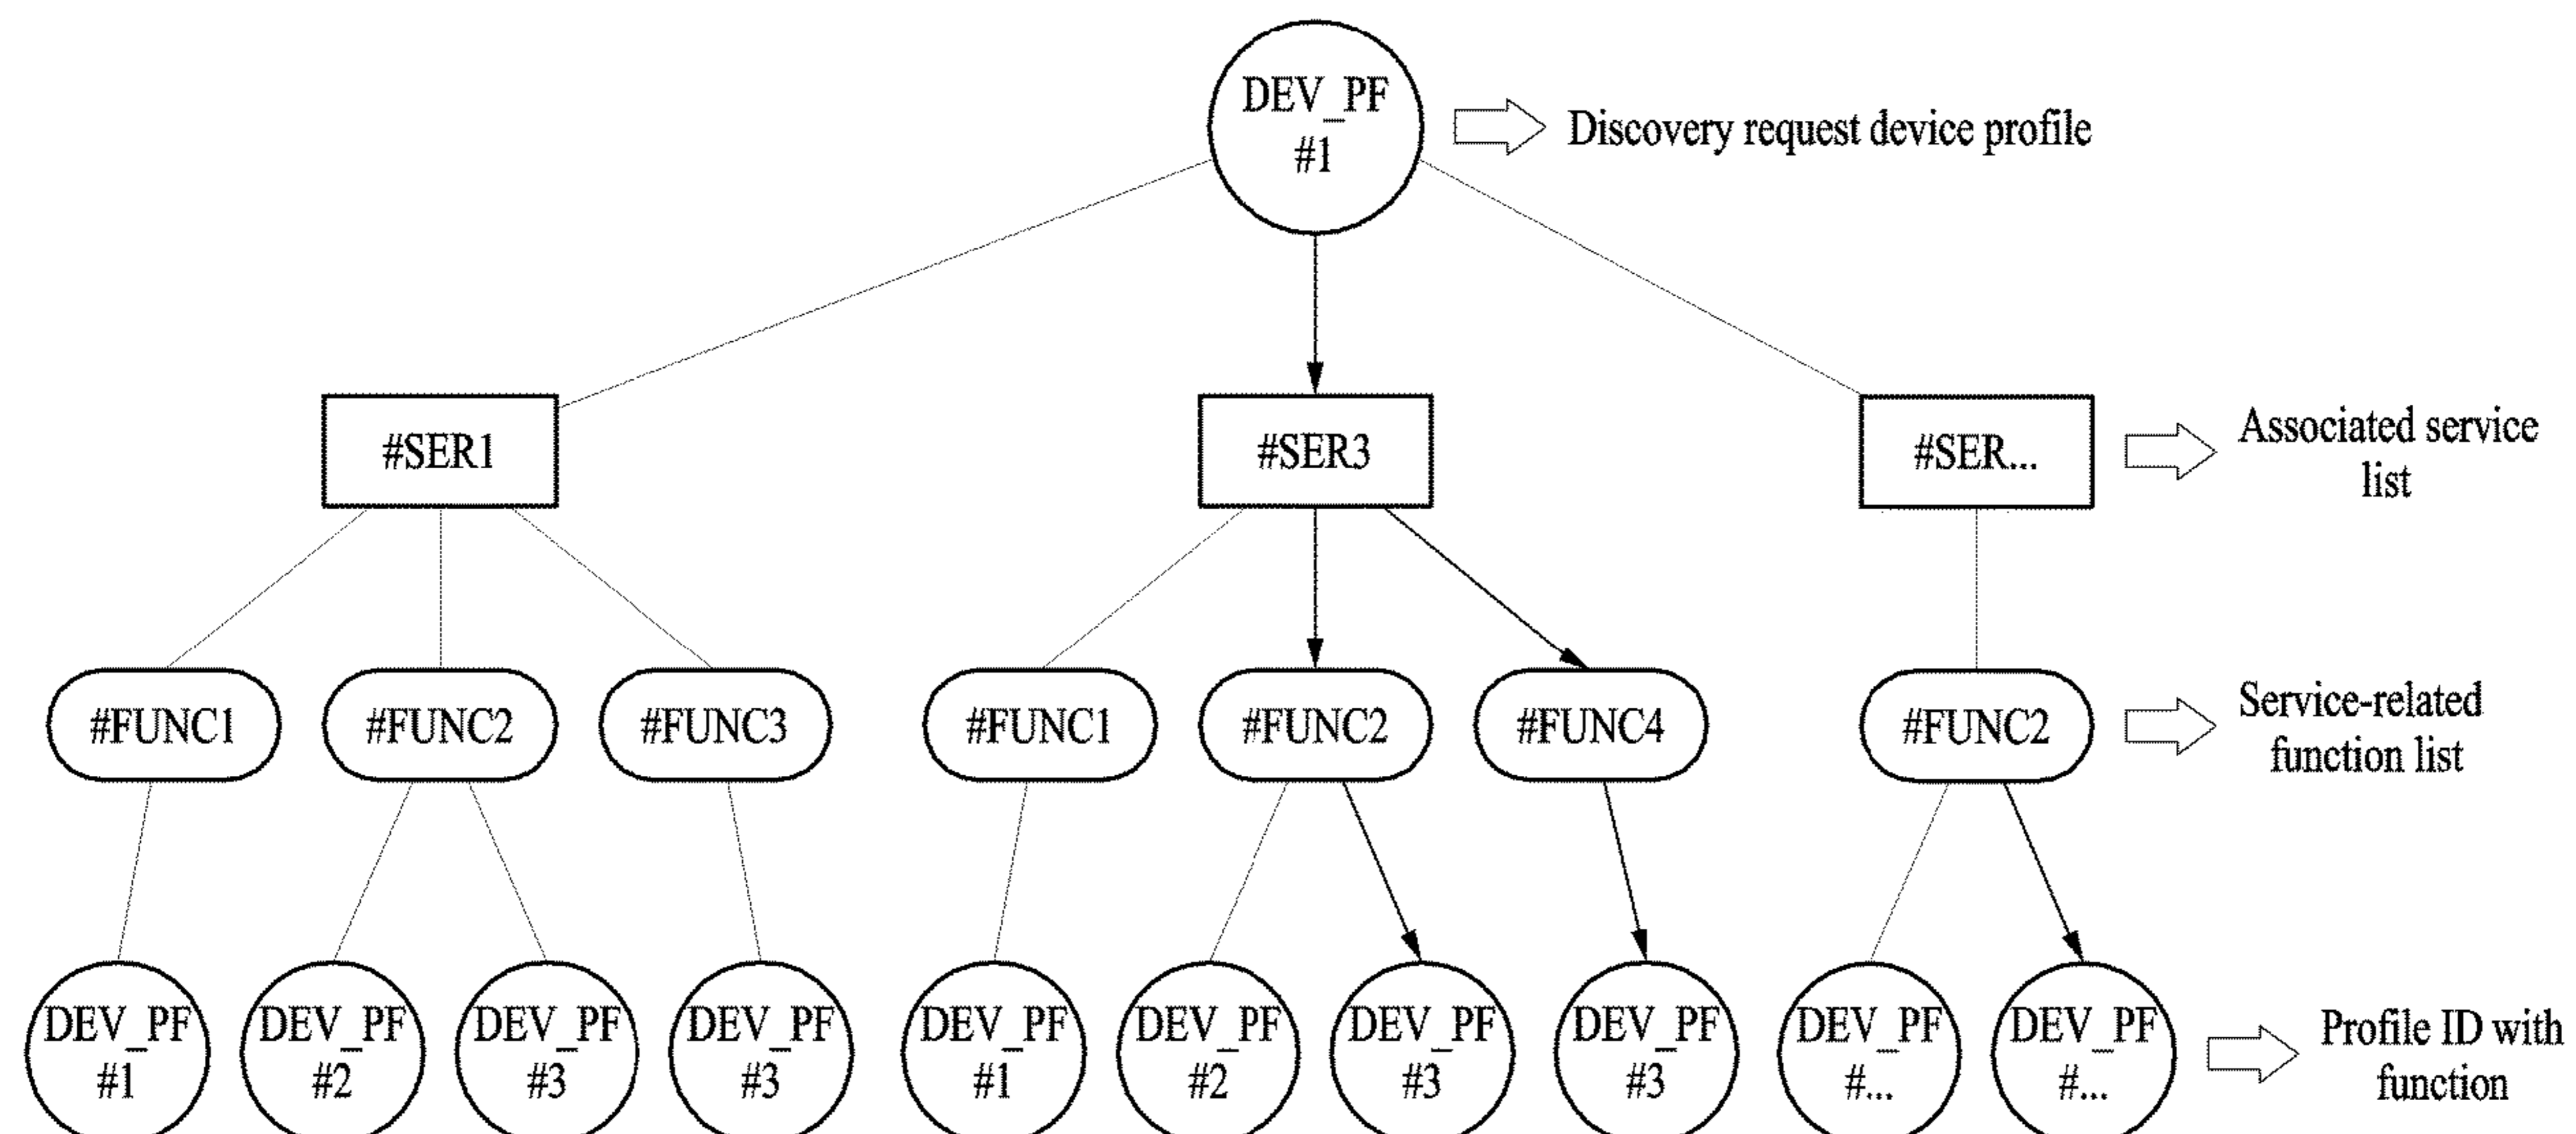 DEV_PF
#1
Discovery request device profile
#SER1
#SER3
#SER...
Associated service
list
#FUNC1
#FUNC2
#FUNC3
#FUNC1
#FUNC2
#FUNC4
#FUNC2
Service-related
function list
DEV_PF
#1
DEV_PF
#2
DEV_PF
#3
DEV_PF
#3
DEV_PF
#1
DEV_PF
#2
DEV_PF
#3
DEV_PF
#3
DEV_PF
#...
DEV_PF
#...
Profile ID with
function